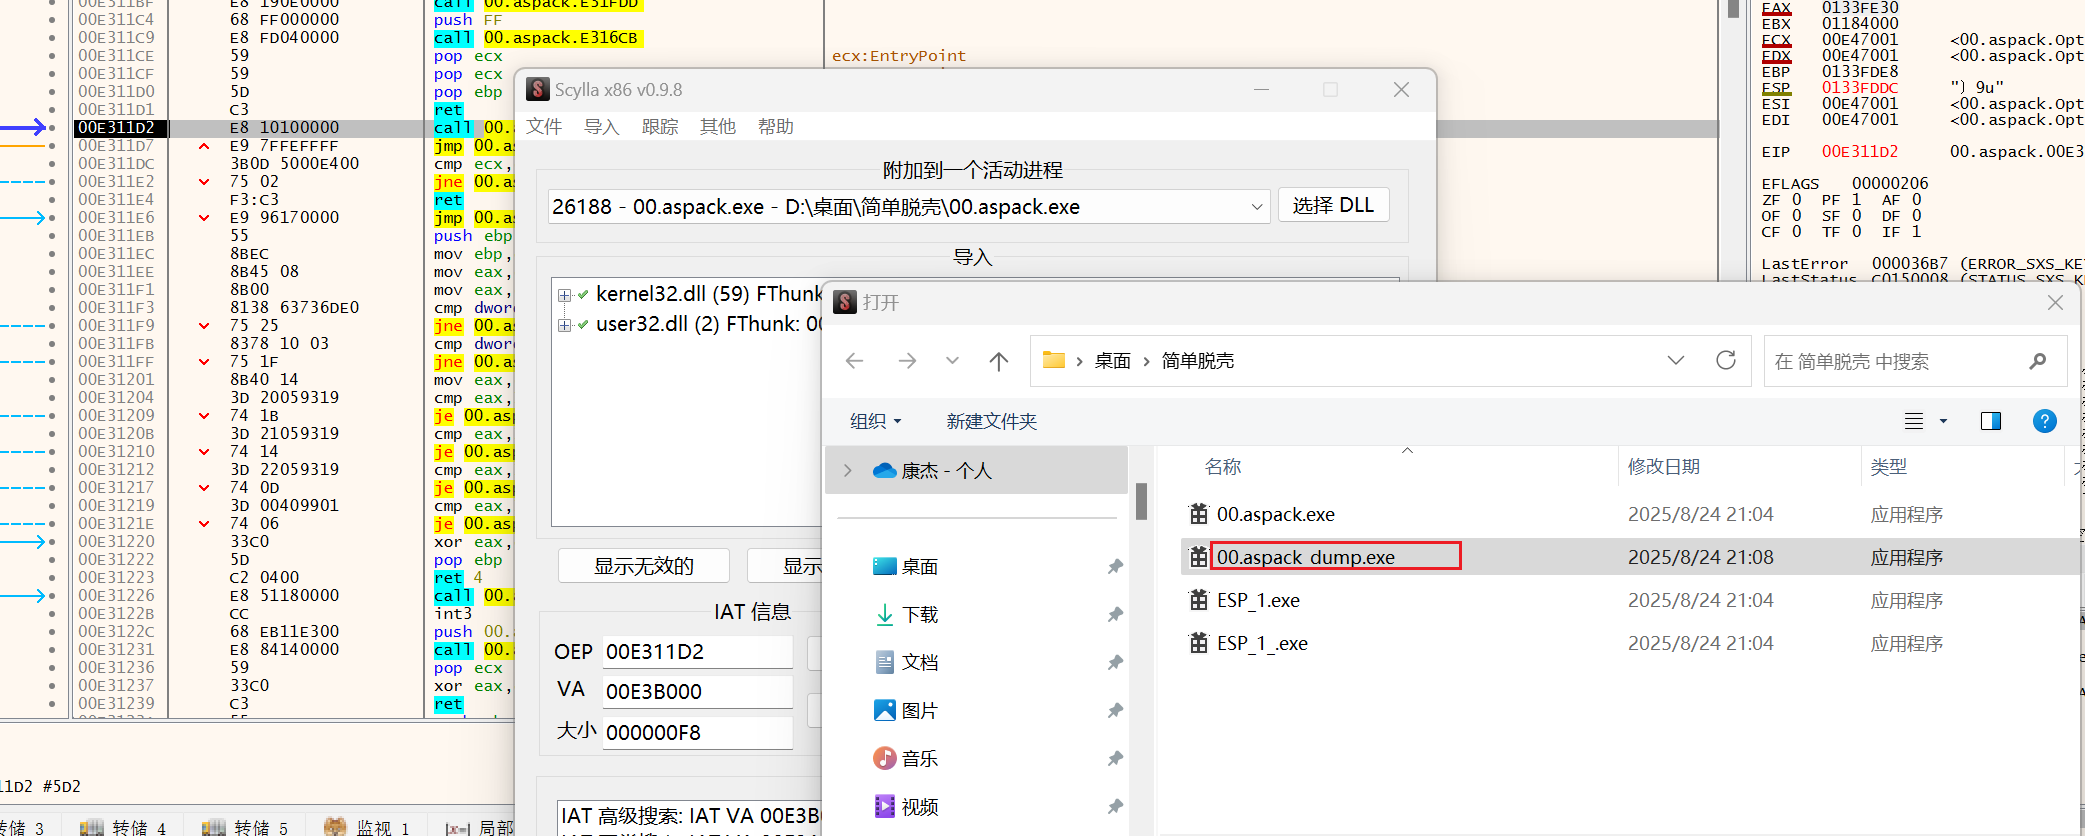 00E311BF E8 190E0000 call 00.aspack.E31FDD
00E311C4 68 FF000000 push FF
00E311C9 E8 FD040000 call 00.aspack.E316CB
00E311CE 59 pop ecx ecx:EntryPoint
00E311CF 59 pop ecx
00E311D0 5D pop ebp
00E311D1 C3 ret
00E311D2 E8 10100000 call 00.
00E311D7 E9 7FFEFFFF jmp 00.as
00E311DC 3B0D 5000E400 cmp ecx,
00E311E2 75 02 jne 00.as
00E311E4 F3:C3 ret
00E311E6 E9 96170000 jmp 00.as
00E311EB 55 push ebp
00E311EC 8BEC mov ebp,
00E311EE 8B45 08 mov eax,
00E311F1 8B00 mov eax,
00E311F3 8138 63736DE0 cmp dword
00E311F9 75 25 jne 00.as
00E311FB 8378 10 03 cmp dword
00E311FF 75 1F jne 00.as
00E31201 8B40 14 mov eax,
00E31204 3D 20059319 cmp eax,
00E31209 74 1B je 00.asp
00E3120B 3D 21059319 cmp eax,
00E31210 74 14 je 00.asp
00E31212 3D 22059319 cmp eax,
00E31217 74 0D je 00.asp
00E31219 3D 00409901 cmp eax,
00E3121E 74 06 je 00.asp
00E31220 33C0 xor eax,
00E31222 5D pop ebp
00E31223 C2 0400 ret 4
00E31226 E8 51180000 call 00.
00E3122B CC int3
00E3122C 68 EB11E300 push 00.
00E31231 E8 84140000 call 00.
00E31236 59 pop ecx
00E31237 33C0 xor eax,
00E31239 C3 ret
11D2 #5D2
转储 3 转储 4 转储 5 监视 1 局部
EAX 0133FE30
EBX 01184000
ECX 00E47001 <00.aspack.Opt
EDX 00E47001 <00.aspack.Opt
EBP 0133FDE8
ESP 0133FDDC "〕9u"
ESI 00E47001 <00.aspack.Opt
EDI 00E47001 <00.aspack.Opt
EIP 00E311D2 00.aspack.00E3
EFLAGS 00000206
ZF 0 PF 1 AF 0
OF 0 SF 0 DF 0
CF 0 TF 0 IF 1
LastError 000036B7 (ERROR_SXS_KE
LastStatus C0150008 (STATUS_SXS_K
Scylla x86 v0.9.8
文件 导入 跟踪 其他 帮助
附加到一个活动进程
26188 - 00.aspack.exe - D:\桌面\简单脱壳\00.aspack.exe
选择 DLL
导入
kernel32.dll (59) FThunk
user32.dll (2) FThunk: 00
显示无效的 显示
IAT 信息
OEP 00E311D2
VA 00E3B000
大小 000000F8
IAT 高级搜索: IAT VA 00E3B0
打开
桌面 › 简单脱壳
在 简单脱壳 中搜索
组织 新建文件夹
康杰 - 个人
桌面
下载
文档
图片
音乐
视频
名称 修改日期 类型
00.aspack.exe 2025/8/24 21:04 应用程序
00.aspack_dump.exe 2025/8/24 21:08 应用程序
ESP_1.exe 2025/8/24 21:04 应用程序
ESP_1_.exe 2025/8/24 21:04 应用程序